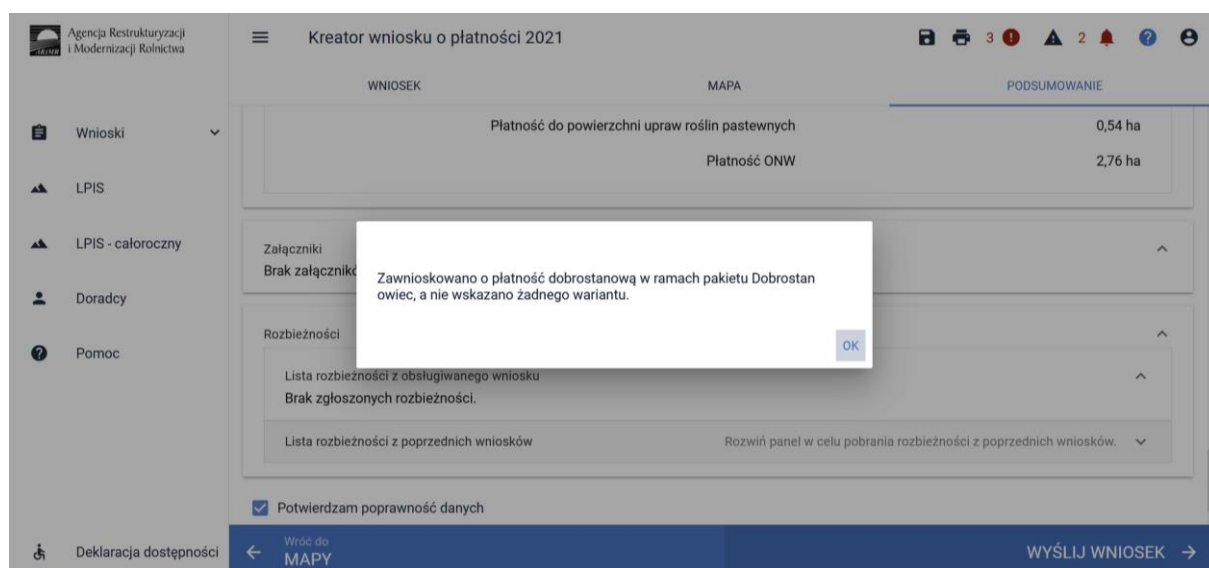 Agencja Restrukturyzacji
i Modernizacji Rolnictwa
Kreator wniosku o płatności 2021
3
2
WNIOSEK
MAPA
PODSUMOWANIE
Wnioski
LPIS
LPIS - całoroczny
Doradcy
Pomoc
Deklaracja dostępności
Płatność do powierzchni upraw roślin pastewnych 0,54 ha
Płatność ONW 2,76 ha
Załączniki
Brak
Zawnioskowano o płatność dobrostanową w ramach pakietu Dobrostan
owiec, a nie wskazano żadnego wariantu.
OK
Rozbieżności
Lista rozbieżności z obsługiwanego wniosku
Brak zgłoszonych rozbieżności.
Lista rozbieżności z poprzednich wniosków Rozwiń panel w celu pobrania rozbieżności z poprzednich wniosków.
Potwierdzam poprawność danych
Wróć do
MAPY
WYŚLIJ WNIOSEK